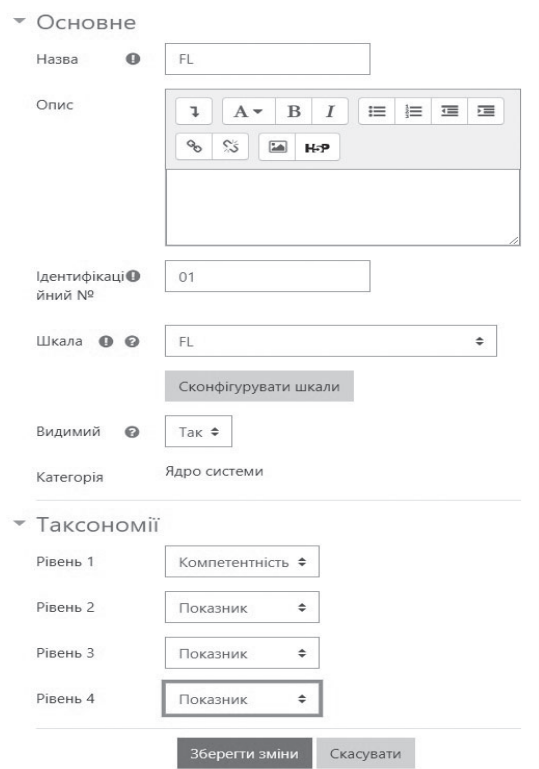 Основне
Назва FL
Опис
A B I
H5P
Ідентифікаці
йний № 01
Шкала FL
Сконфігурувати шкали
Видимий Так
Категорія Ядро системи
Таксономії
Рівень 1 Компетентність
Рівень 2 Показник
Рівень 3 Показник
Рівень 4 Показник
Зберегти зміни Скасувати